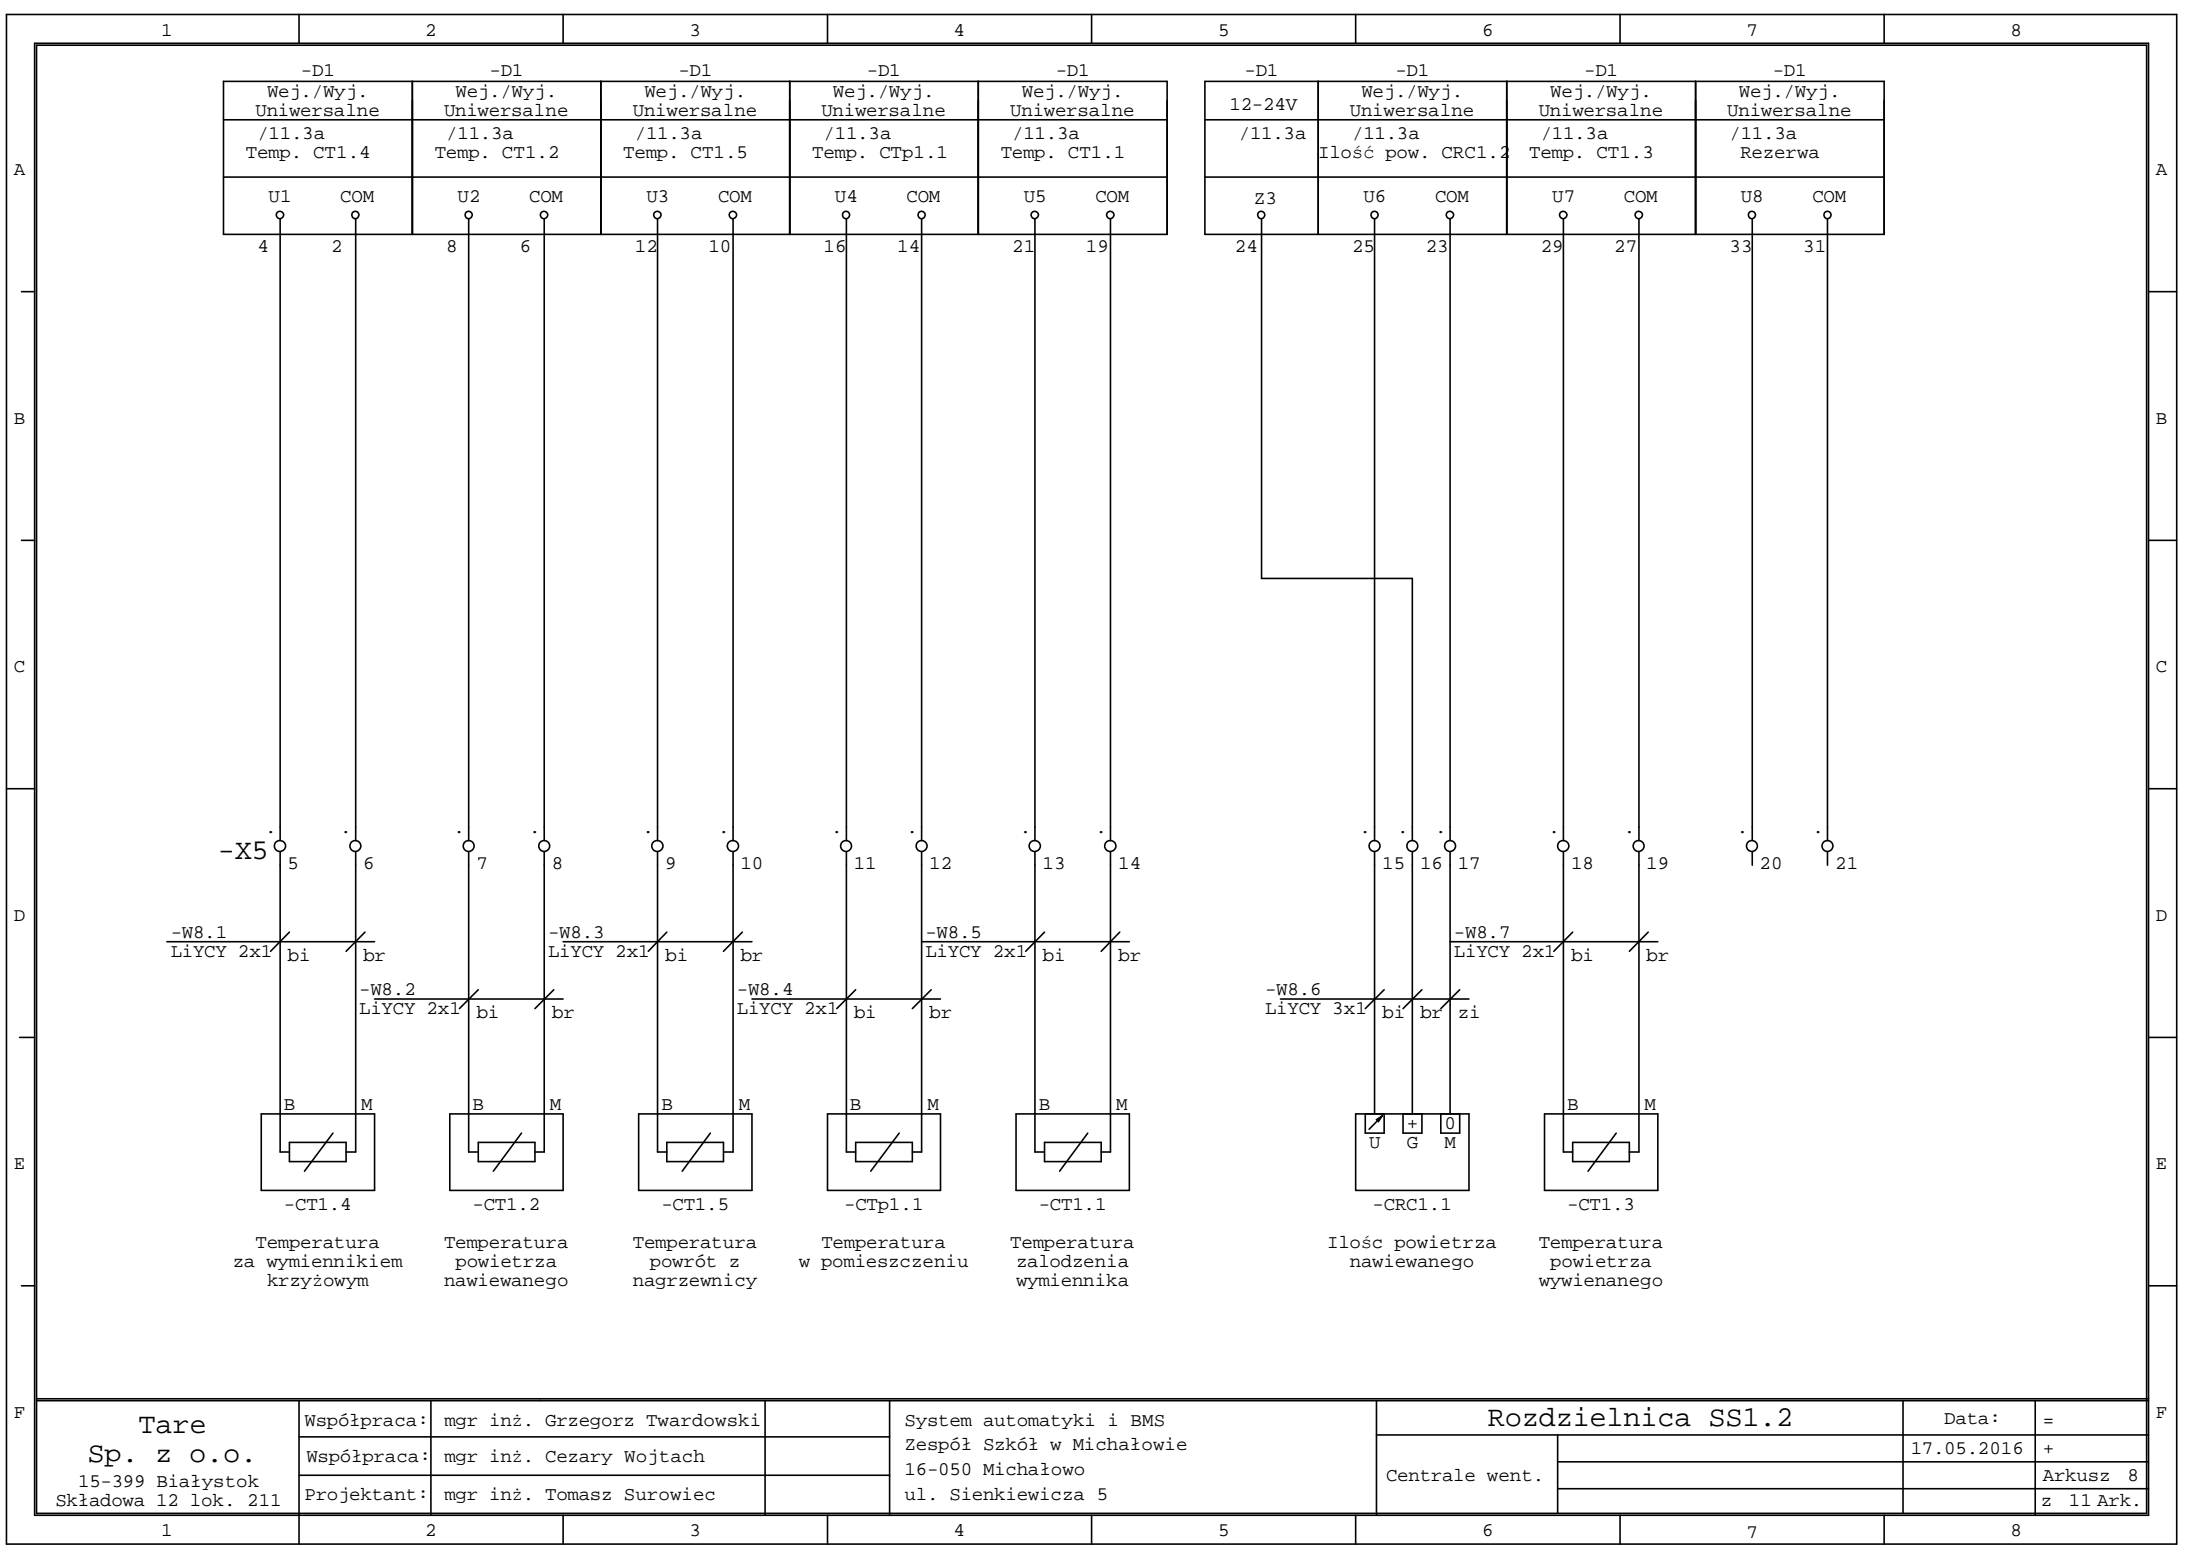 1 2 3 4 5 6 7 8
-D1 -D1 -D1 -D1 -D1 -D1 -D1 -D1 -D1
Wej./Wyj. Wej./Wyj. Wej./Wyj. Wej./Wyj. Wej./Wyj. 12-24V Wej./Wyj. Wej./Wyj. Wej./Wyj.
Uniwersalne Uniwersalne Uniwersalne Uniwersalne Uniwersalne Uniwersalne Uniwersalne Uniwersalne
/11.3a /11.3a /11.3a /11.3a /11.3a /11.3a /11.3a /11.3a /11.3a
Temp. CT1.4 Temp. CT1.2 Temp. CT1.5 Temp. CTp1.1 Temp. CT1.1 Ilość pow. CRC1.2 Temp. CT1.3 Rezerwa
A A
U1 COM U2 COM U3 COM U4 COM U5 COM Z3 U6 COM U7 COM U8 COM
4 2 8 6 12 10 16 14 21 19 24 25 23 29 27 33 31
B B
C C
-X5 5 6 7 8 9 10 11 12 13 14 15 16 17 18 19 20 21
D D
-W8.1 -W8.3 -W8.5 -W8.7
LiYCY 2x1 bi br LiYCY 2x1 bi br LiYCY 2x1 bi br LiYCY 2x1 bi br
-W8.2 -W8.4 -W8.6
LiYCY 2x1 bi br LiYCY 2x1 bi br LiYCY 3x1 bi br zi
B M B M B M B M B M B M
+ 0
U G M
E E
-CT1.4 -CT1.2 -CT1.5 -CTp1.1 -CT1.1 -CRC1.1 -CT1.3
Temperatura Temperatura Temperatura Temperatura Temperatura Ilośc powietrza Temperatura
za wymiennikiem powietrza powrót z w pomieszczeniu zalodzenia nawiewanego powietrza
krzyżowym nawiewanego nagrzewnicy wymiennika wywienanego
F F
Tare
Sp. z o.o.
15-399 Białystok
Składowa 12 lok. 211
Współpraca: mgr inż. Grzegorz Twardowski
Współpraca: mgr inż. Cezary Wojtach
Projektant: mgr inż. Tomasz Surowiec
System automatyki i BMS
Zespół Szkół w Michałowie
16-050 Michałowo
ul. Sienkiewicza 5
Rozdzielnica SS1.2
Centrale went.
Data: =
17.05.2016 +
Arkusz 8
z 11 Ark.
1 2 3 4 5 6 7 8